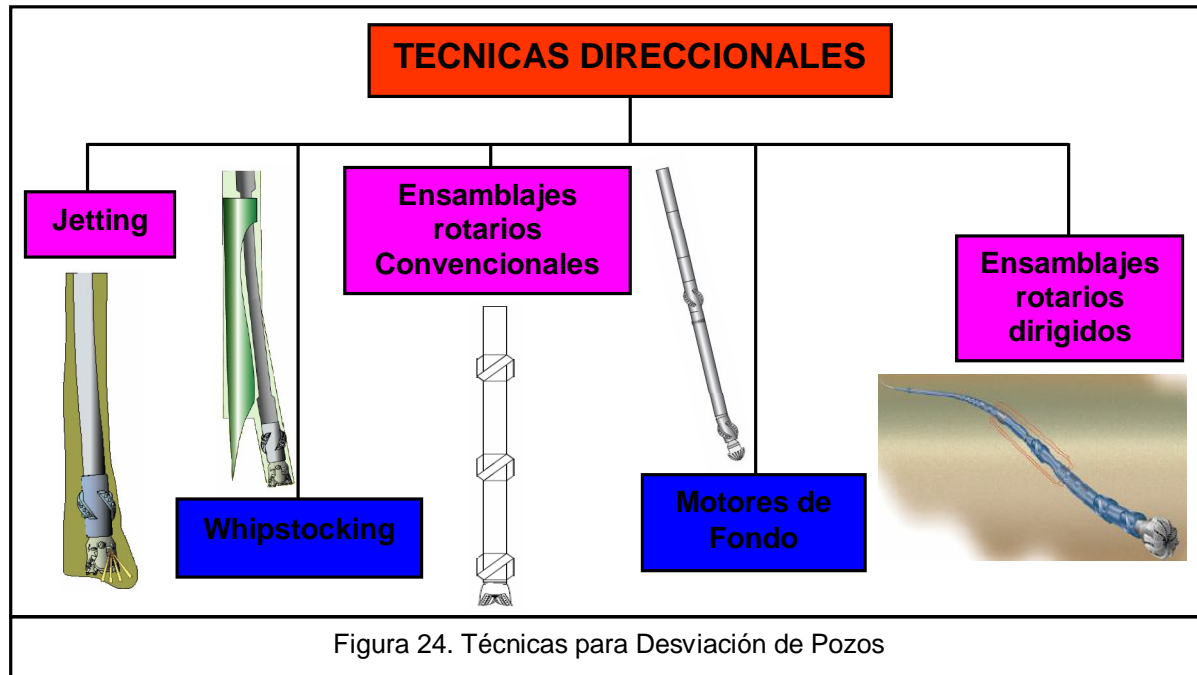 TECNICAS DIRECCIONALES
Jetting
Whipstocking
Ensamblajes
rotarios
Convencionales
Motores de
Fondo
Ensamblajes
rotarios
dirigidos
Figura 24. Técnicas para Desviación de Pozos